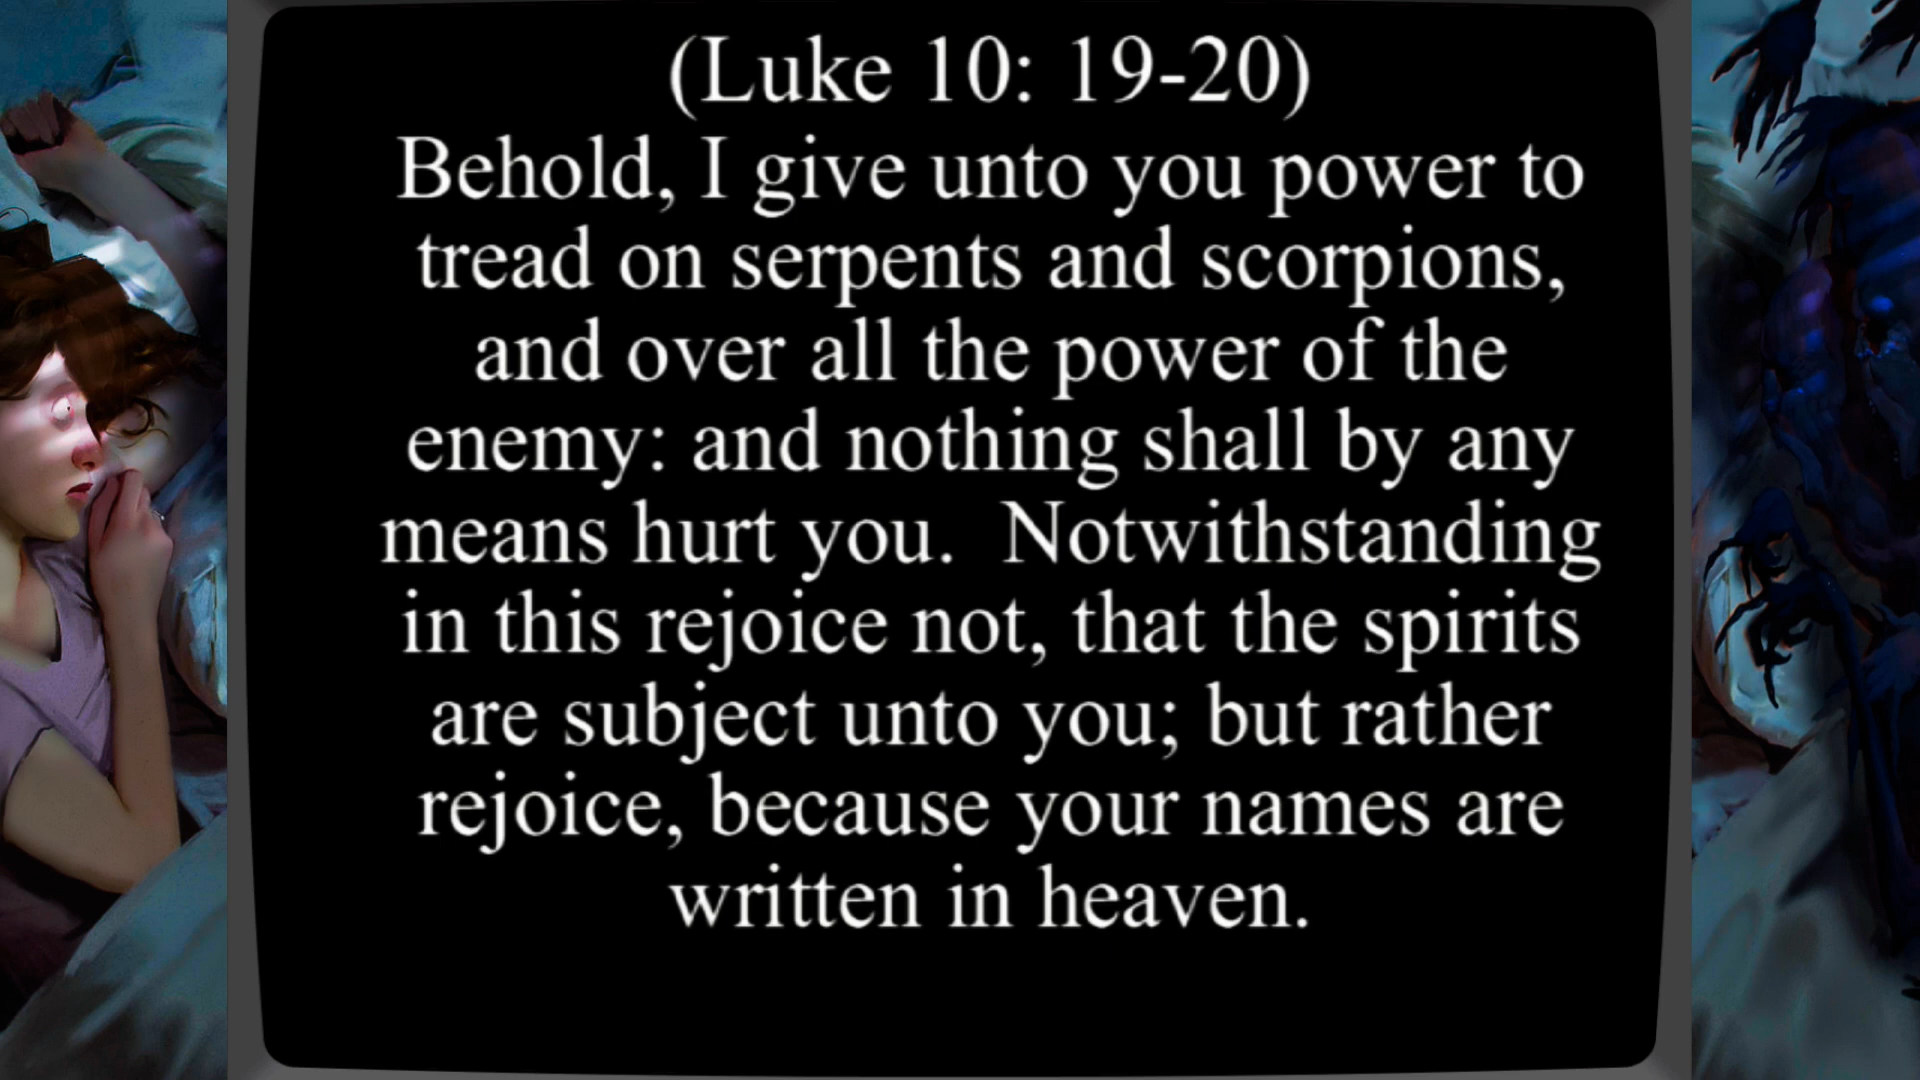 (Luke 10: 19-20)
Behold, I give unto you power to
tread on serpents and scorpions,
and over all the power of the
enemy: and nothing shall by any
means hurt you.  Notwithstanding
in this rejoice not, that the spirits
are subject unto you; but rather
rejoice, because your names are
written in heaven.